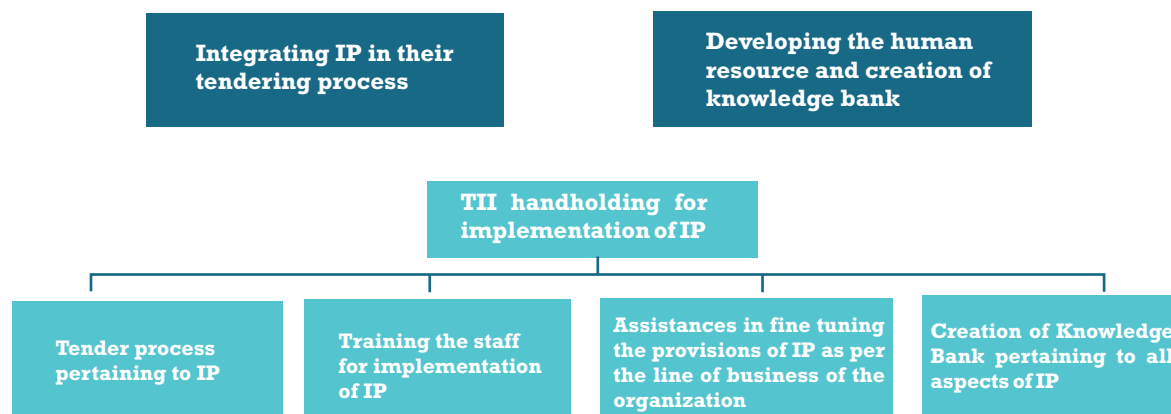 Integrating IP in their
tendering process
Developing the human
resource and creation of
knowledge bank
TII handholding for
implementation of IP
Tender process
pertaining to IP
Training the staff
for implementation
of IP
Assistances in fine tuning
the provisions of IP as per
the line of business of the
organization
Creation of Knowledge
Bank pertaining to all
aspects of IP